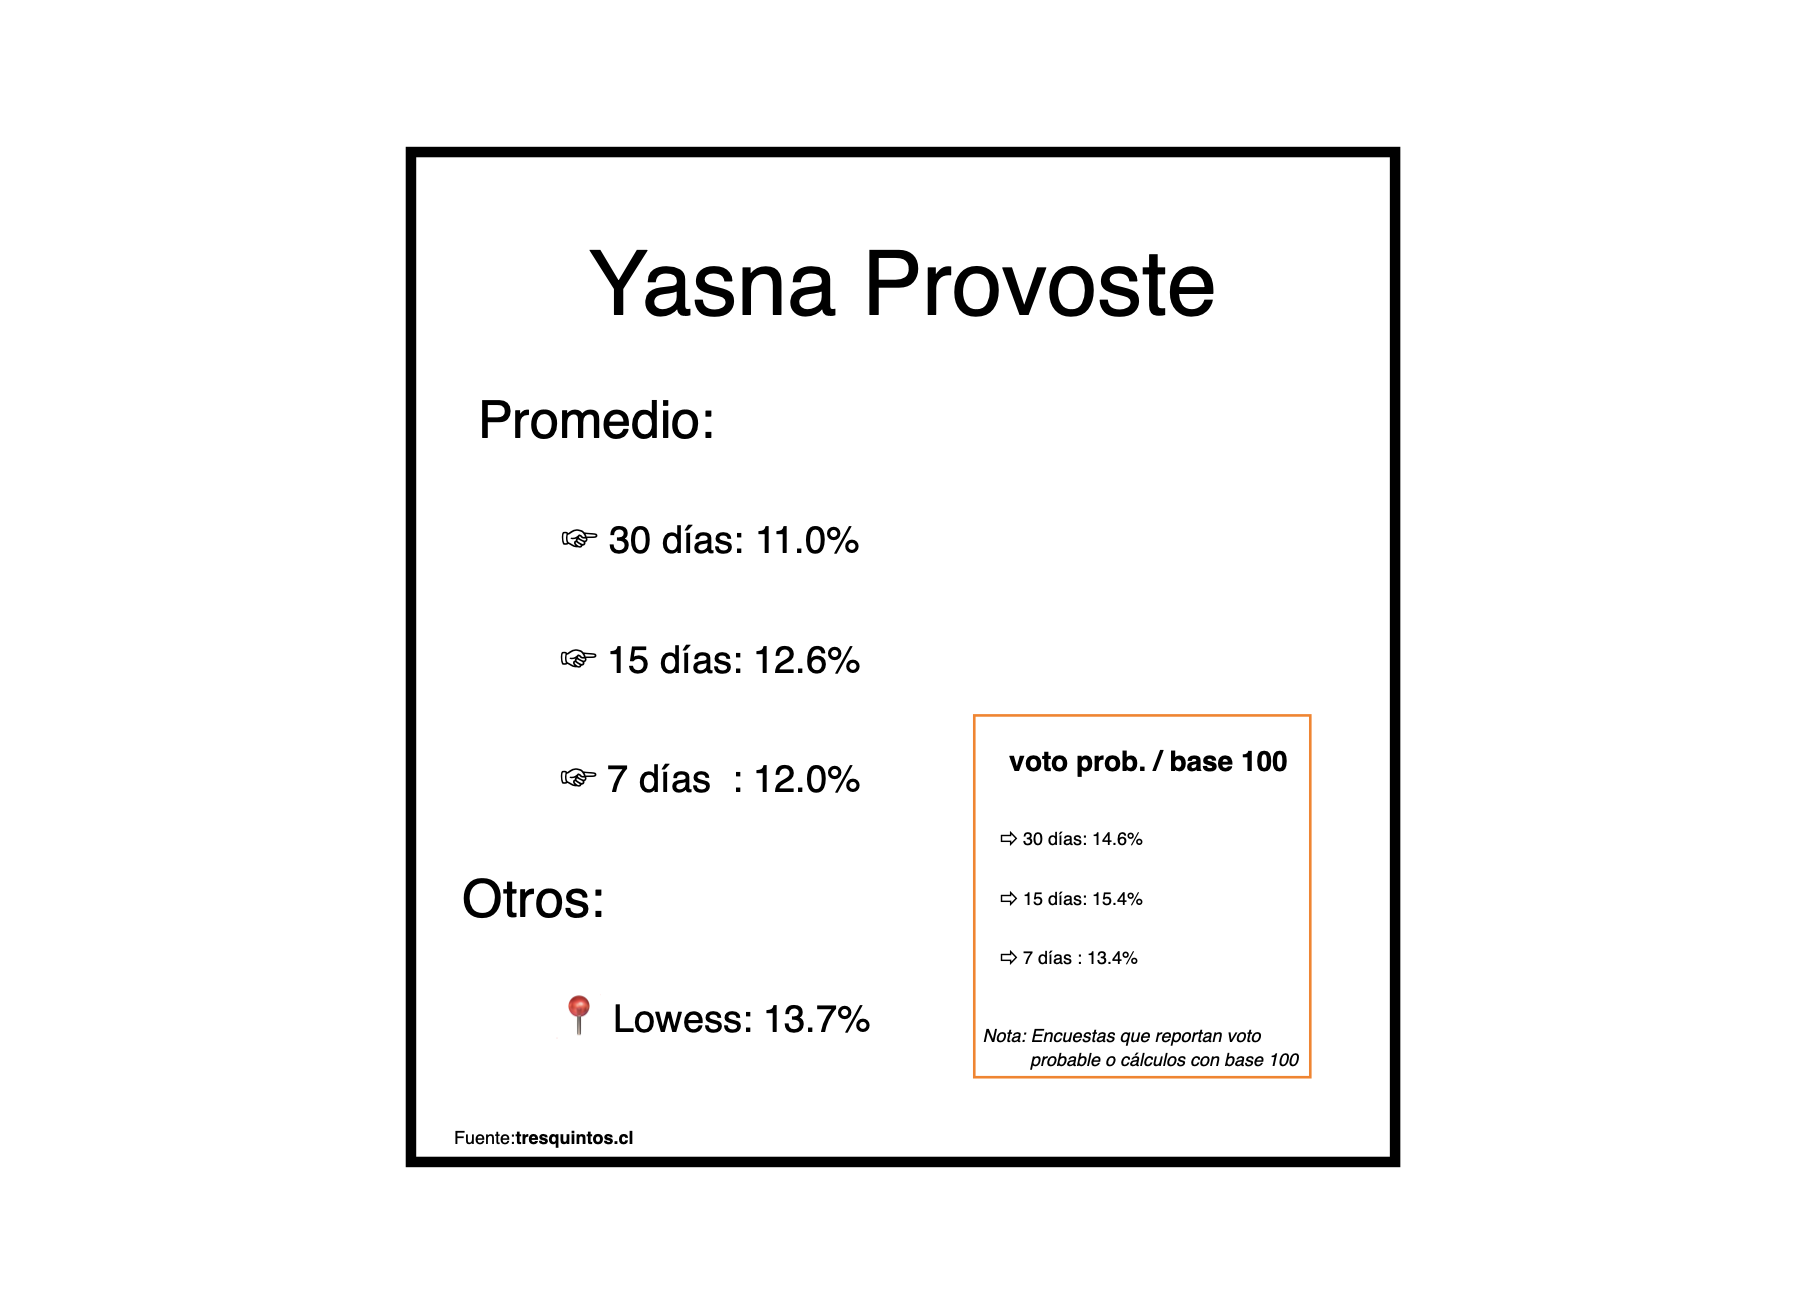 Yasna Provoste
Promedio:
☞ 30 días: 11.0%
☞ 15 días: 12.6%
☞ 7 días : 12.0%
Otros:
📍 Lowess: 13.7%
voto prob. / base 100
⇨ 30 días: 14.6%
⇨ 15 días: 15.4%
⇨ 7 días : 13.4%
Nota: Encuestas que reportan voto
probable o cálculos con base 100
Fuente:tresquintos.cl